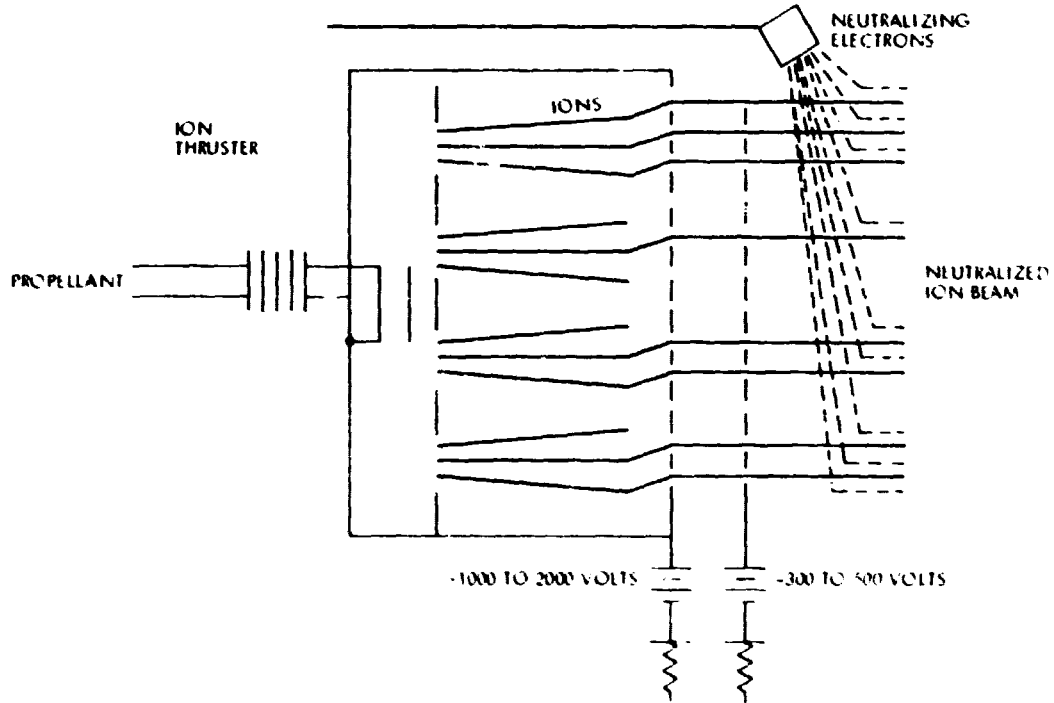 NEUTRALIZING
ELECTRONS
IONS
ION
THRUSTER
PROPELLANT
NEUTRALIZED
ION BEAM
-1000 TO 2000 VOLTS
-300 TO 500 VOLTS